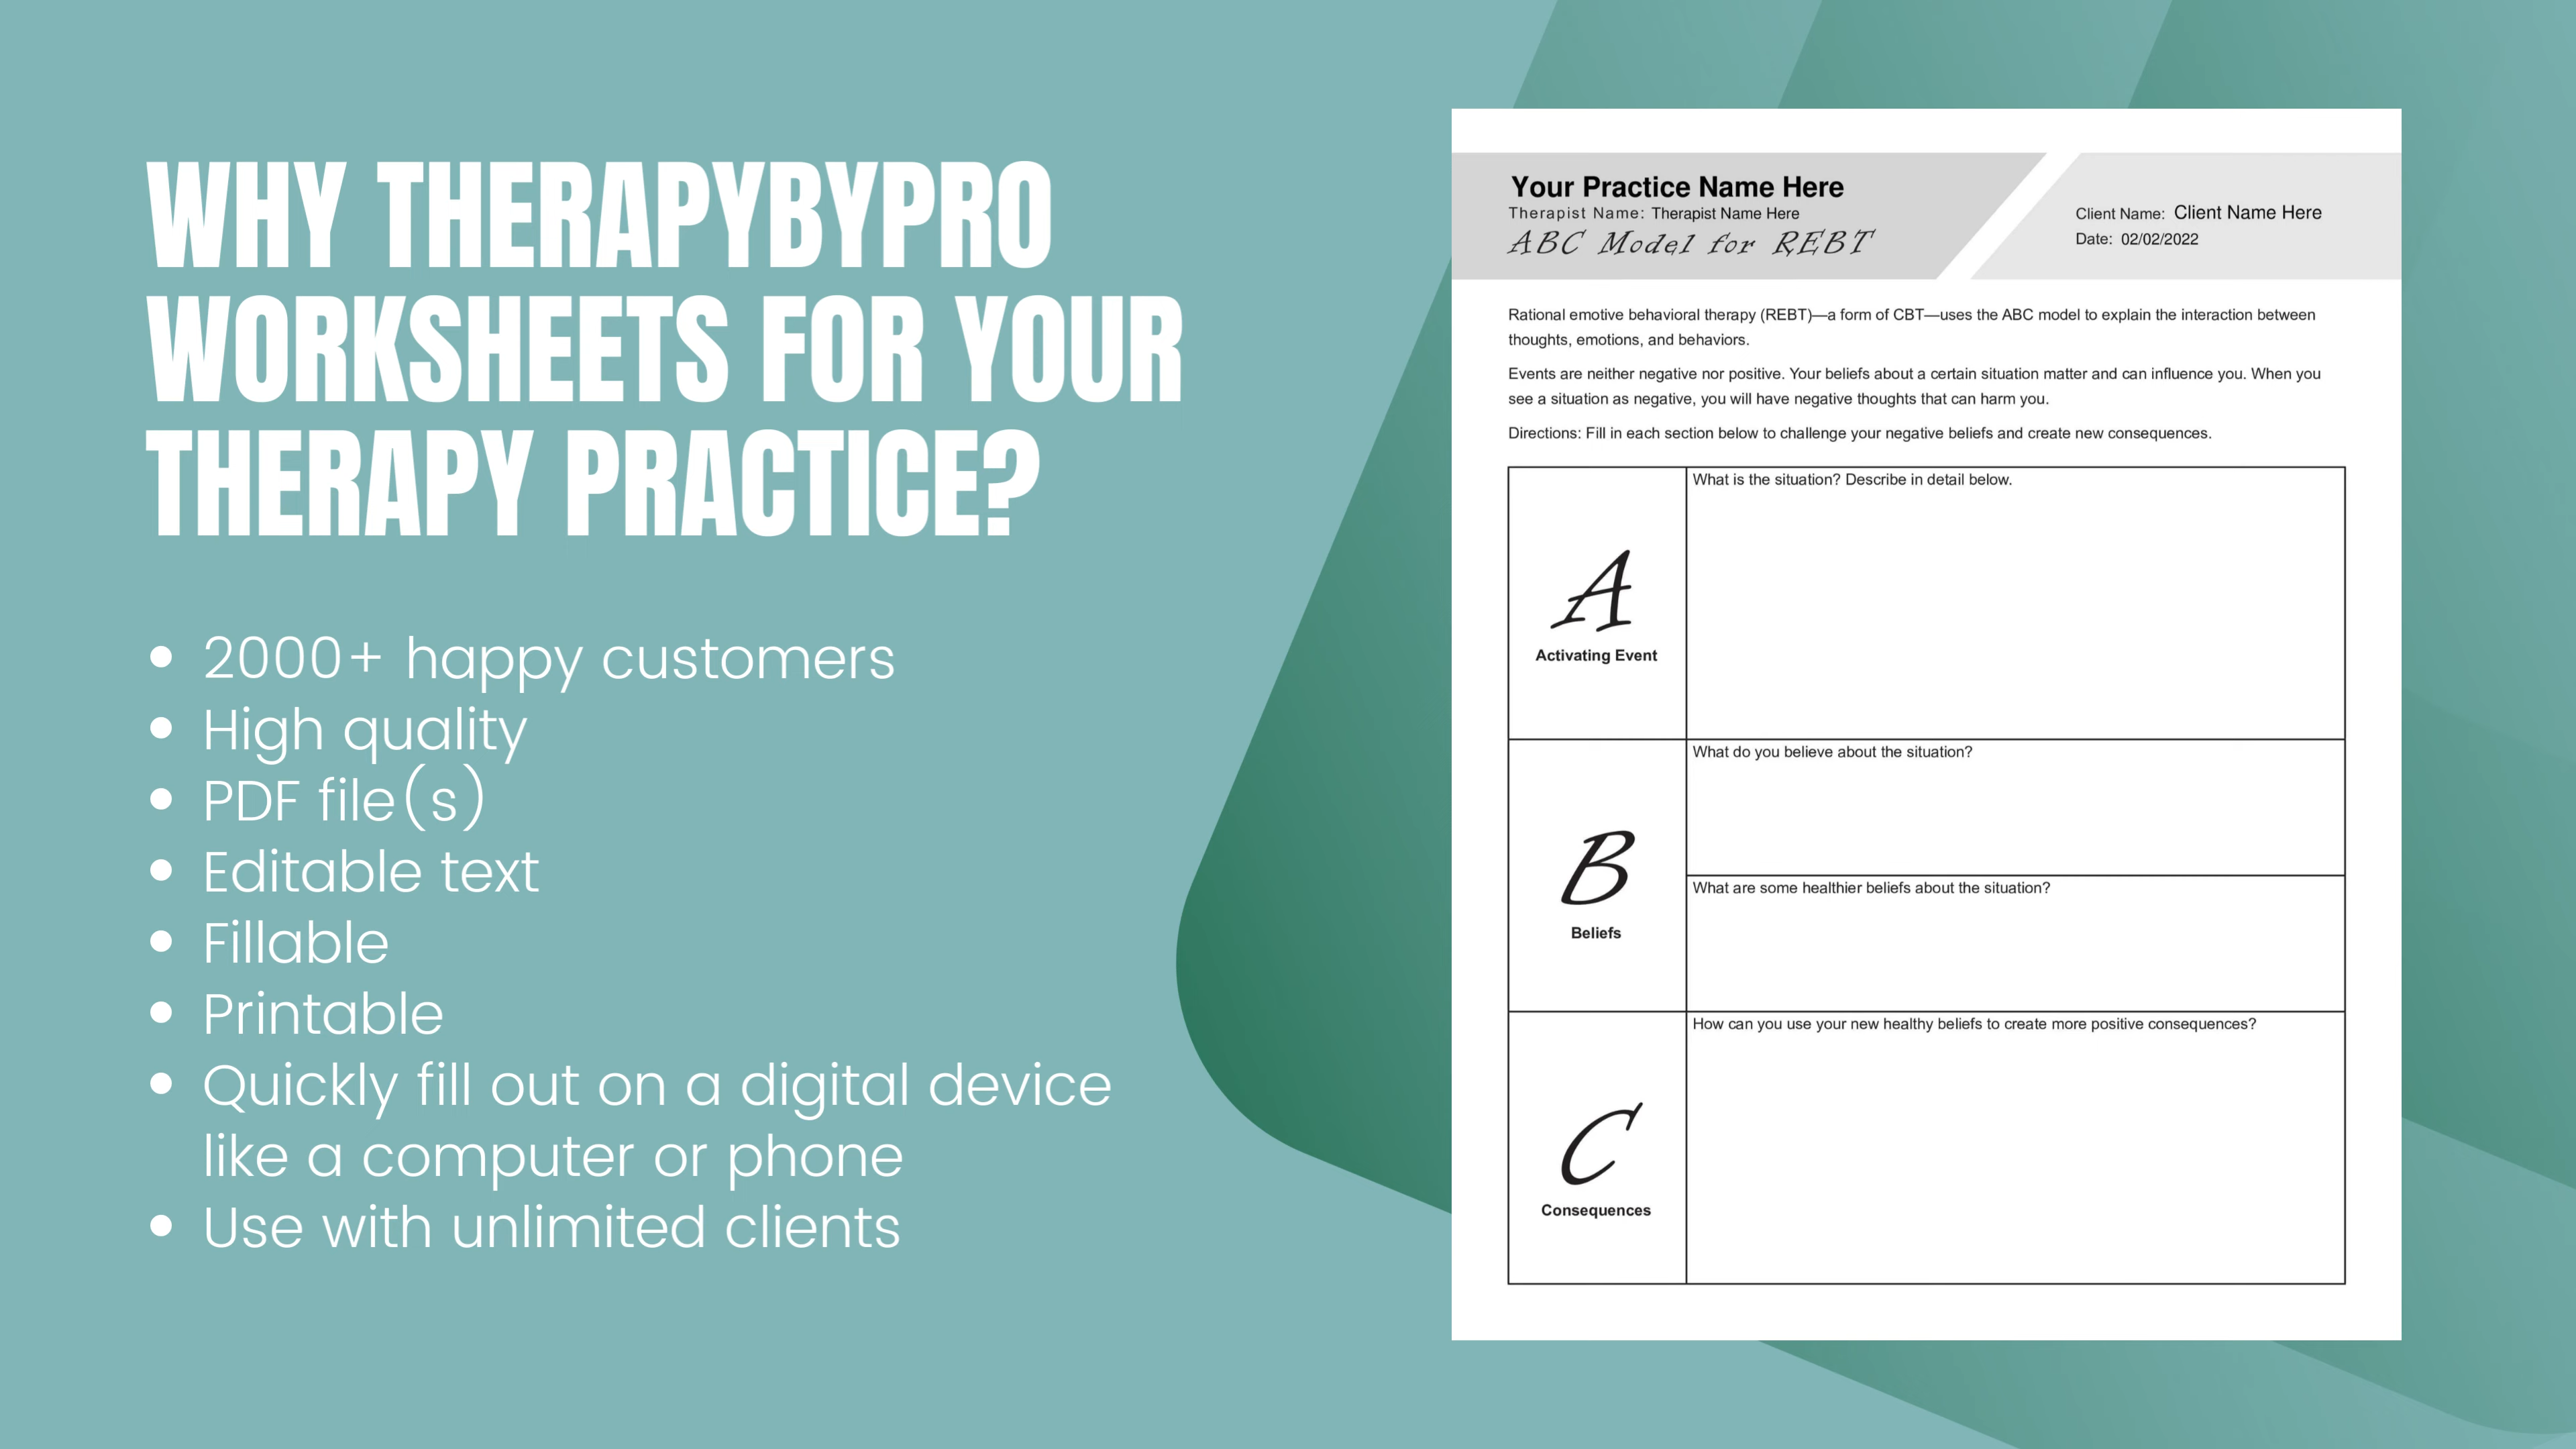 WHY THERAPYBYPRO
WORKSHEETS FOR YOUR
THERAPY PRACTICE?
• 2000+ happy customers
• High quality
• PDF file(s)
• Editable text
• Fillable
• Printable
• Quickly fill out on a digital device
like a computer or phone
• Use with unlimited clients
Your Practice Name Here
Therapist Name: Therapist Name Here
ABC Model for REBT
Client Name: Client Name Here
Date: 02/02/2022
Rational emotive behavioral therapy (REBT)—a form of CBT—uses the ABC model to explain the interaction between
thoughts, emotions, and behaviors.
Events are neither negative nor positive. Your beliefs about a certain situation matter and can influence you. When you
see a situation as negative, you will have negative thoughts that can harm you.
Directions: Fill in each section below to challenge your negative beliefs and create new consequences.
A
Activating Event
What is the situation? Describe in detail below.
B
Beliefs
What do you believe about the situation?
What are some healthier beliefs about the situation?
C
Consequences
How can you use your new healthy beliefs to create more positive consequences?